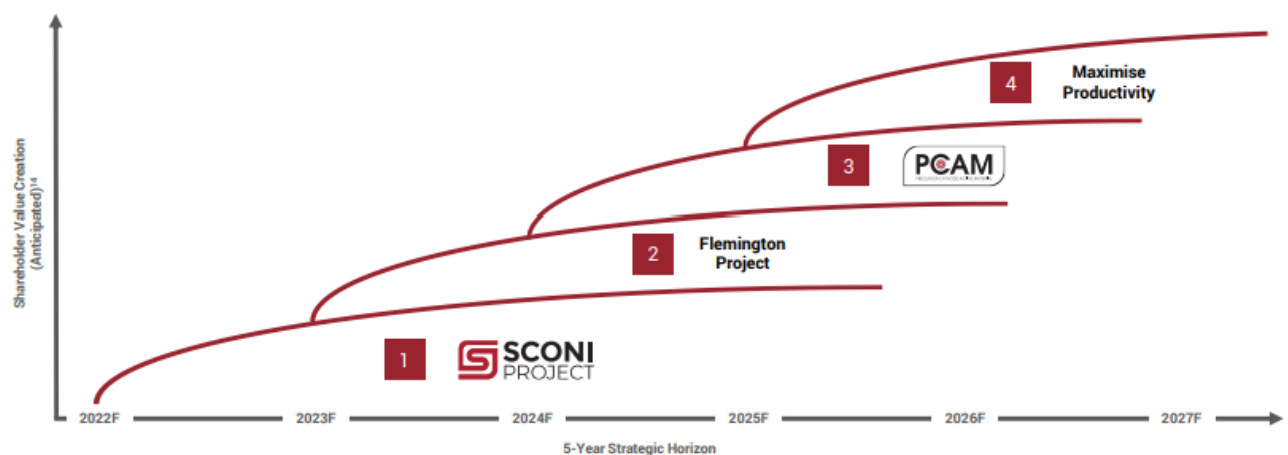 Shareholder Value Creation
(Anticipated)¹⁴
4
Maximise
Productivity
3
PCAM
2
Flemington
Project
1
SCONI
PROJECT
2022F
2023F
2024F
2025F
2026F
2027F
5-Year Strategic Horizon